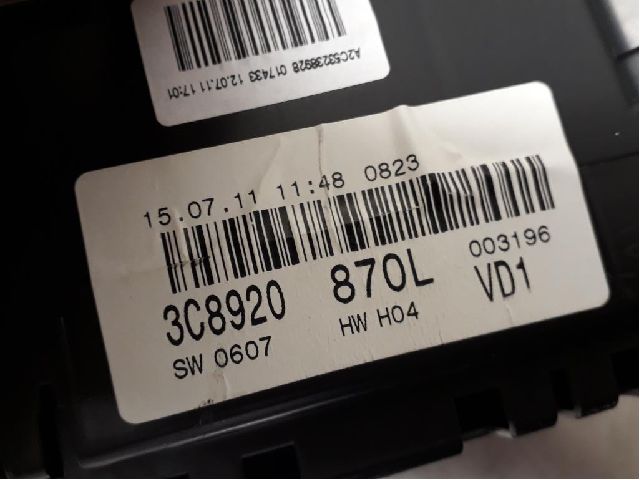 A2C53238928 017433 12.07.11 17:01
15.07.11 11:48 0823
003196
3C8920 870L VD1
SW 0607 HW H04